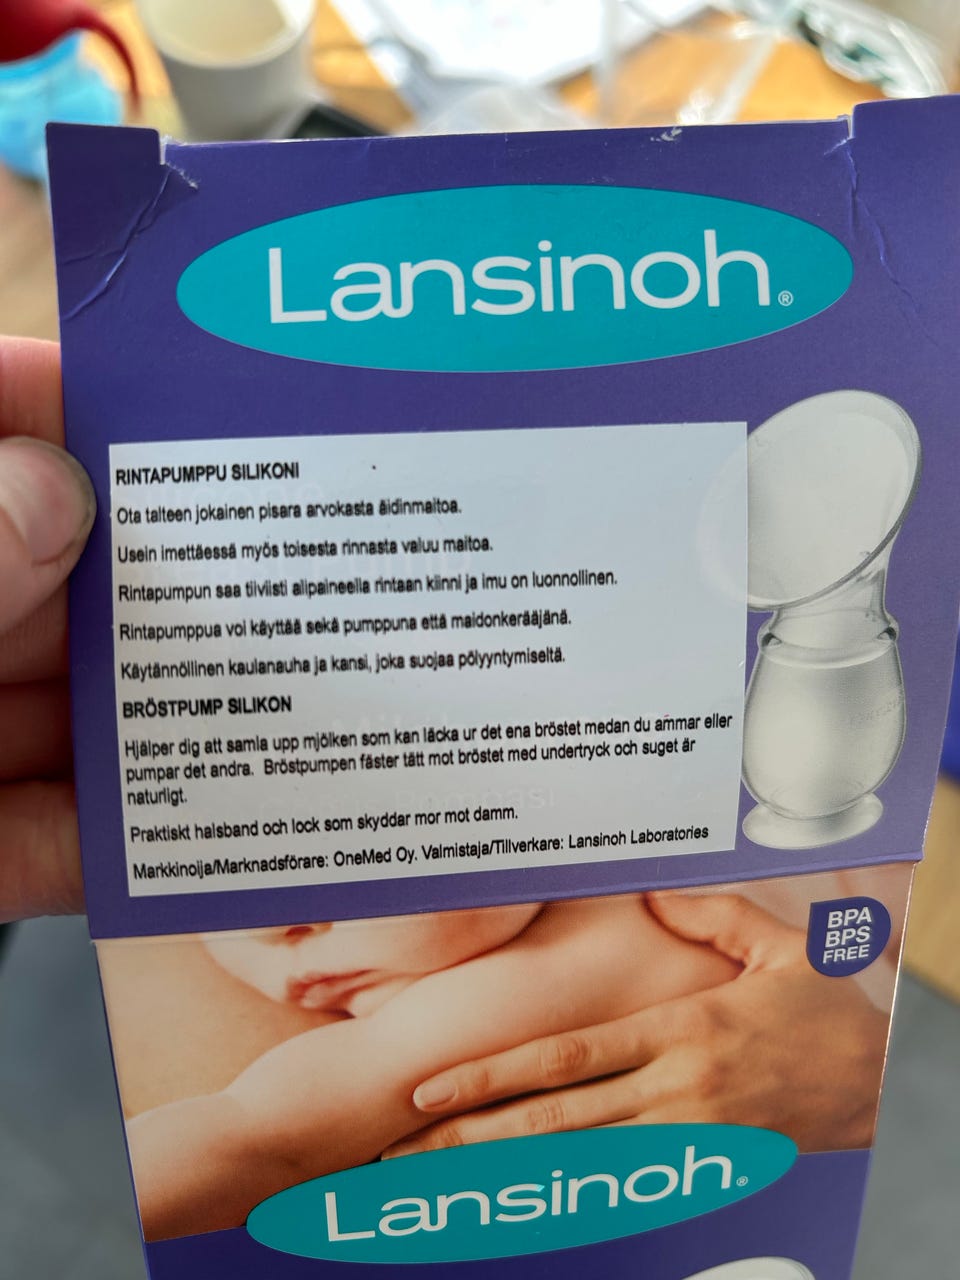 Lansinoh®
RINTAPUMPPU SILIKONI
Ota talteen jokainen pisara arvokasta äidinmaitoa.
Usein imettäessä myös toisesta rinnasta valuu maitoa.
Rintapumpun saa tiiviisti alipaineella rintaan kiinni ja imu on luonnollinen.
Rintapumppua voi käyttää sekä pumppuna että maidonkerääjänä.
Käytännöllinen kaulanauha ja kansi, joka suojaa pölyyntymiseltä.
BRÖSTPUMP SILIKON
Hjälper dig att samla upp mjölken som kan läcka ur det ena bröstet medan du ammar eller
pumpar det andra. Bröstpumpen fäster tätt mot bröstet med undertryck och suget är
naturligt.
Praktiskt halsband och lock som skyddar mor mot damm.
Markkinoija/Marknadsförare: OneMed Oy. Valmistaja/Tillverkare: Lansinoh Laboratories
BPA
BPS
FREE
Lansinoh®